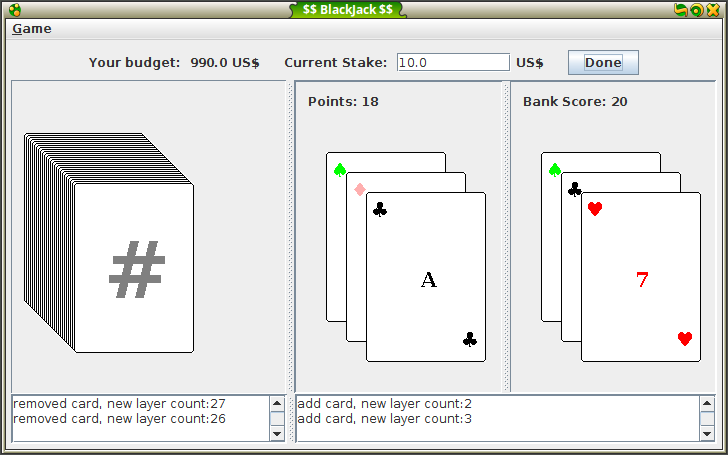 $$ BlackJack $$
Game
Your budget: 990.0 US$ Current Stake: 10.0 US$ Done
Points: 18
Bank Score: 20
#
A
7
removed card, new layer count:27
removed card, new layer count:26
add card, new layer count:2
add card, new layer count:3